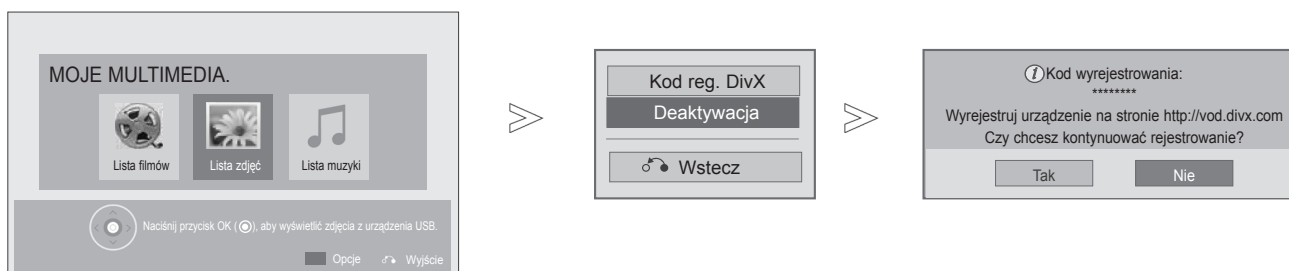 MOJE MULTIMEDIA.
Lista filmów
Lista zdjęć
Lista muzyki
Naciśnij przycisk OK (◉), aby wyświetlić zdjęcia z urządzenia USB.
Opcje
Wyjście
Kod reg. DivX
Deaktywacja
Wstecz
Kod wyrejestrowania:
********
Wyrejestruj urządzenie na stronie http://vod.divx.com
Czy chcesz kontynuować rejestrowanie?
Tak
Nie